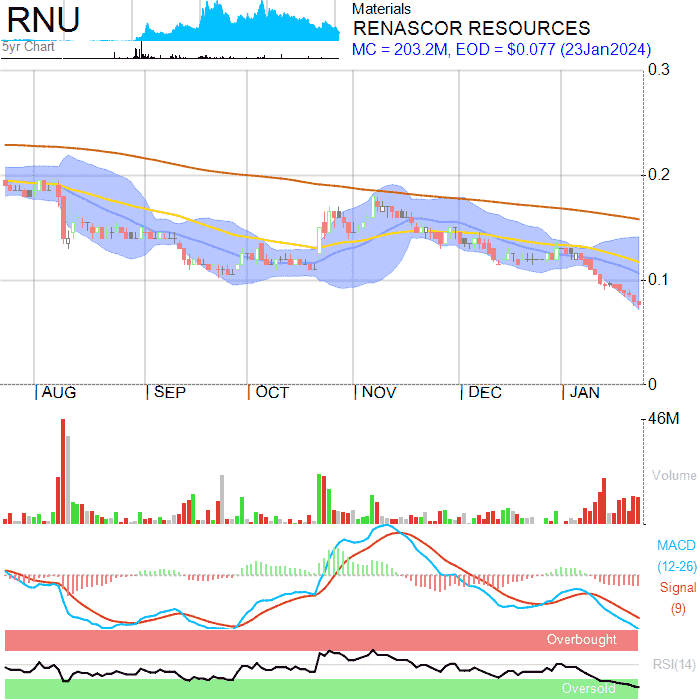 RNU
5yr Chart
Materials
RENASCOR RESOURCES
MC = 203.2M, EOD = $0.077 (23Jan2024)
0.3
0.2
0.1
0
AUG SEP OCT NOV DEC JAN
46M
Volume
MACD
(12-26)
Signal
(9)
Overbought
RSI(14)
Oversold